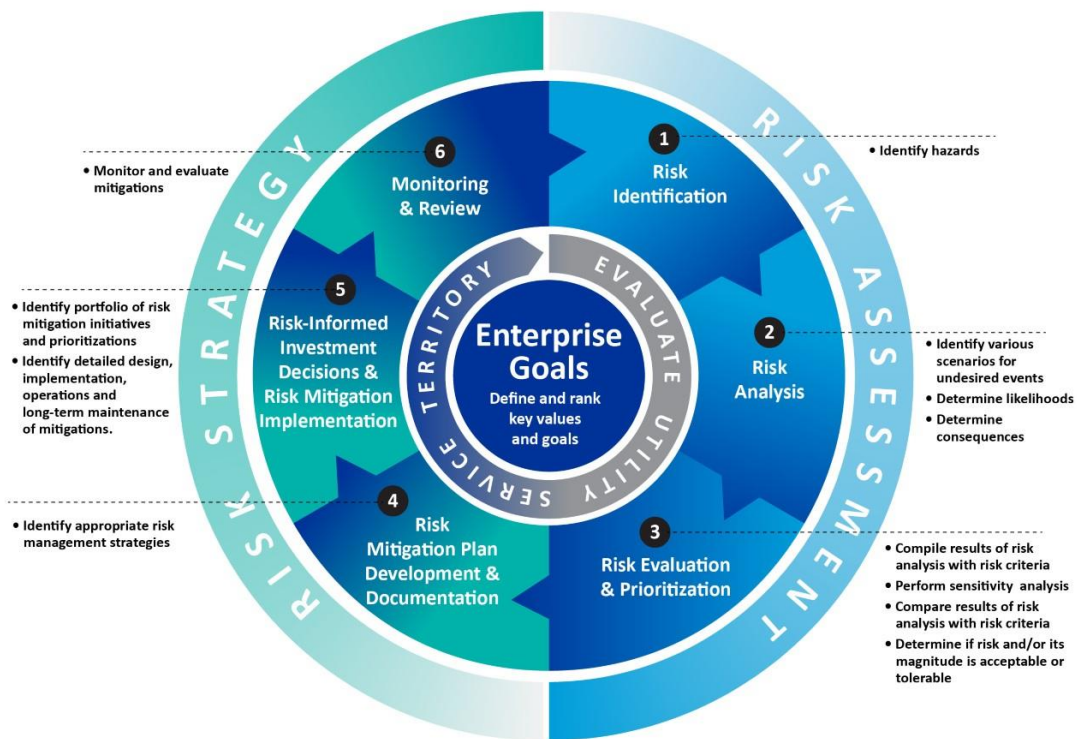 RISK ASSESSMENT
RISK STRATEGY
EVALUATE UTILITY SERVICE TERRITORY
Enterprise
Goals
Define and rank
key values
and goals
1
Risk
Identification
• Identify hazards
2
Risk
Analysis
• Identify various
scenarios for
undesired events
• Determine likelihoods
• Determine
consequences
3
Risk Evaluation
& Prioritization
• Compile results of risk
analysis with risk criteria
• Perform sensitivity analysis
• Compare results of risk
analysis with risk criteria
• Determine if risk and/or its
magnitude is acceptable or
tolerable
4
Risk
Mitigation Plan
Development &
Documentation
• Identify appropriate risk
management strategies
5
Risk-Informed
Investment
Decisions &
Risk Mitigation
Implementation
• Identify portfolio of risk
mitigation initiatives
and prioritizations
• Identify detailed design,
implementation,
operations and
long-term maintenance
of mitigations.
6
Monitoring
& Review
• Monitor and evaluate
mitigations